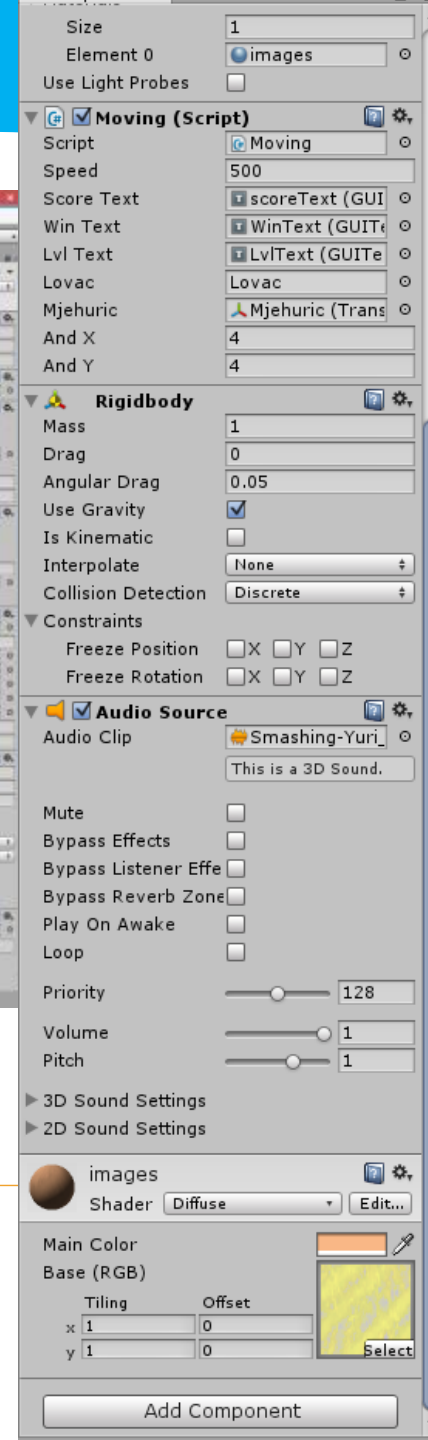 Size 1
Element 0 images
Use Light Probes
Moving (Script)
Script Moving
Speed 500
Score Text scoreText (GUI
Win Text WinText (GUITe
Lvl Text LvlText (GUITe
Lovac Lovac
Mjehuric Mjehuric (Trans
And X 4
And Y 4
Rigidbody
Mass 1
Drag 0
Angular Drag 0.05
Use Gravity
Is Kinematic
Interpolate None
Collision Detection Discrete
Constraints
Freeze Position X Y Z
Freeze Rotation X Y Z
Audio Source
Audio Clip Smashing-Yuri_
This is a 3D Sound.
Mute
Bypass Effects
Bypass Listener Effe
Bypass Reverb Zone
Play On Awake
Loop
Priority 128
Volume 1
Pitch 1
3D Sound Settings
2D Sound Settings
images
Shader Diffuse Edit...
Main Color
Base (RGB)
Tiling Offset
x 1 0
y 1 0 Select
Add Component